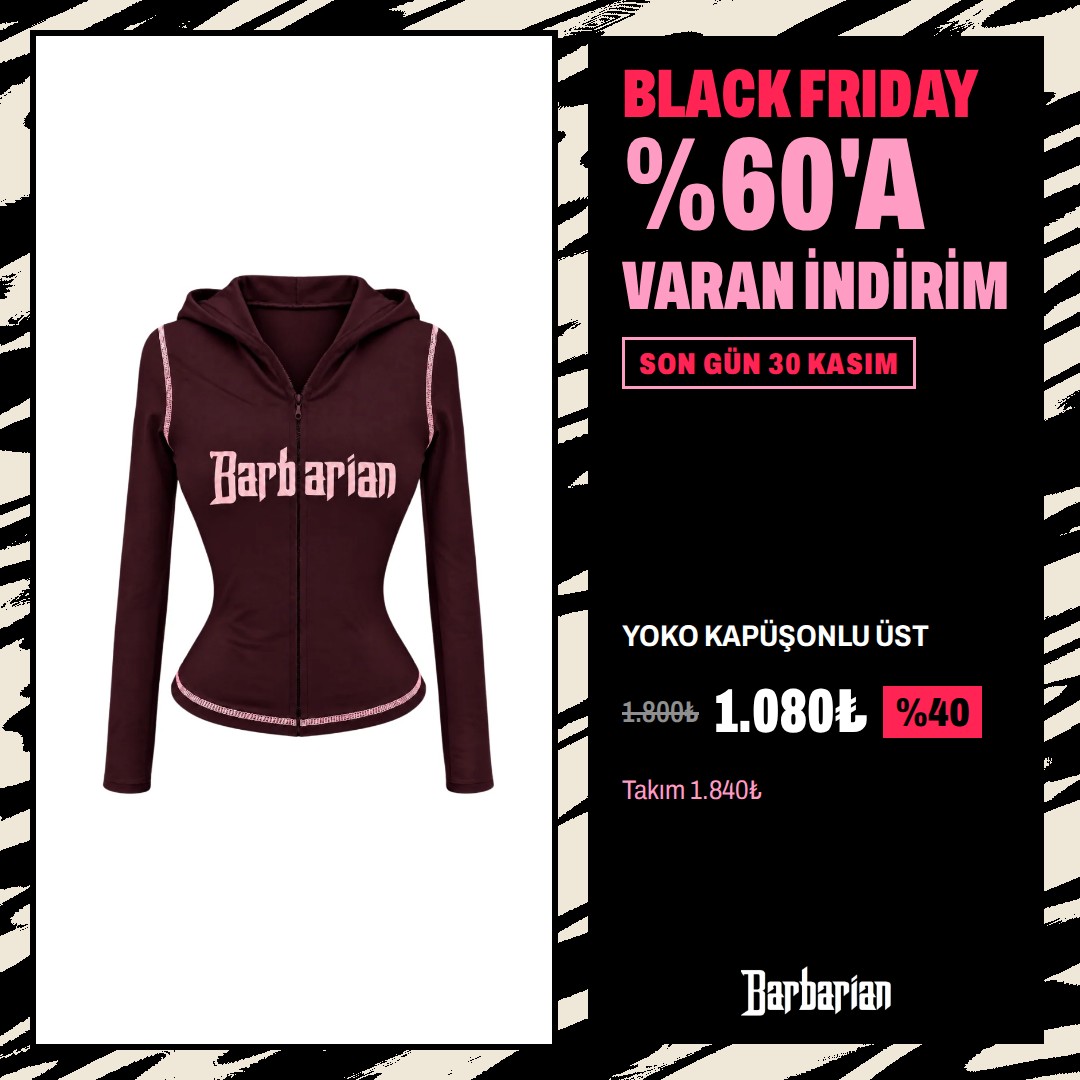 Barbarian
BLACK FRIDAY
%60'A
VARAN İNDİRİM
SON GÜN 30 KASIM
YOKO KAPÜŞONLU ÜST
1.800₺ 1.080₺ %40
Takım 1.840₺
Barbarian